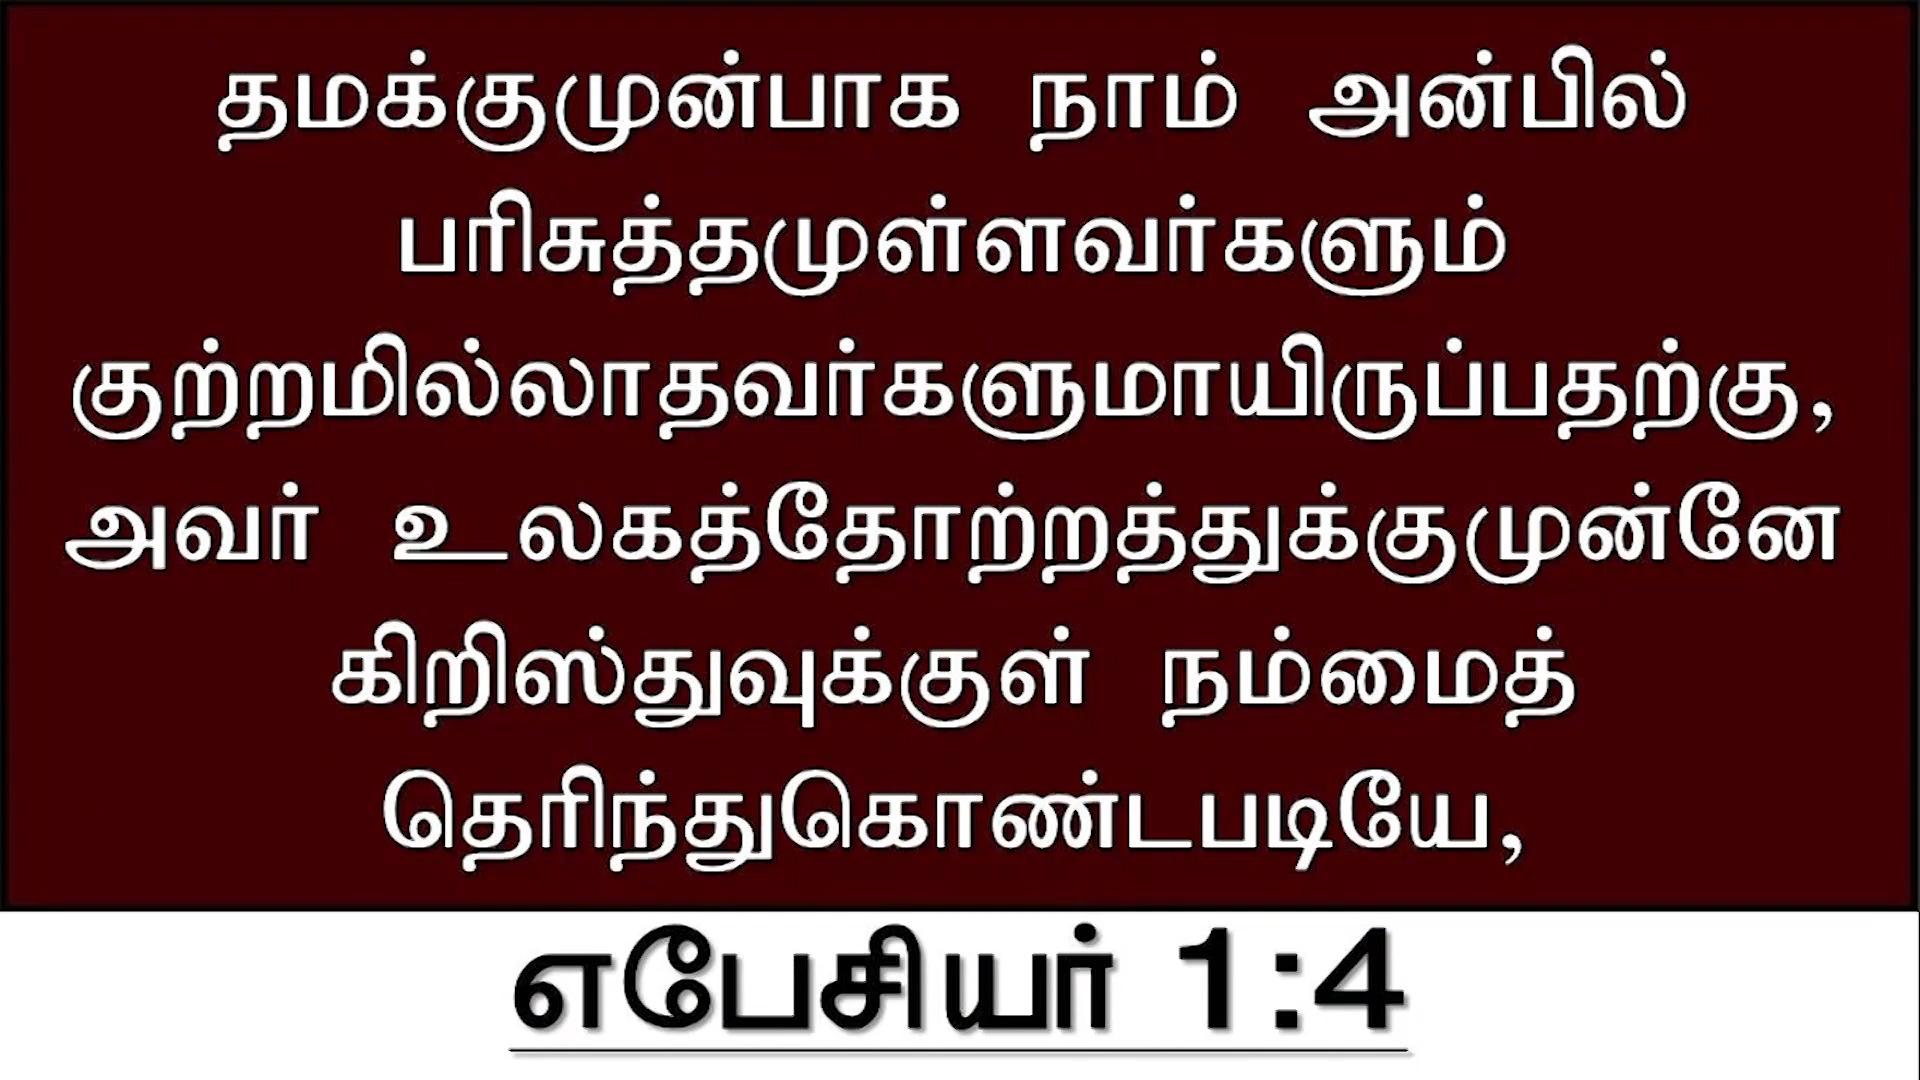 தமக்குமுன்பாக நாம் அன்பில்
பரிசுத்தமுள்ளவர்களும்
குற்றமில்லாதவர்களுமாயிருப்பதற்கு,
அவர் உலகத்தோற்றத்துக்குமுன்னே
கிறிஸ்துவுக்குள் நம்மைத்
தெரிந்துகொண்டபடியே,
எபேசியர் 1:4